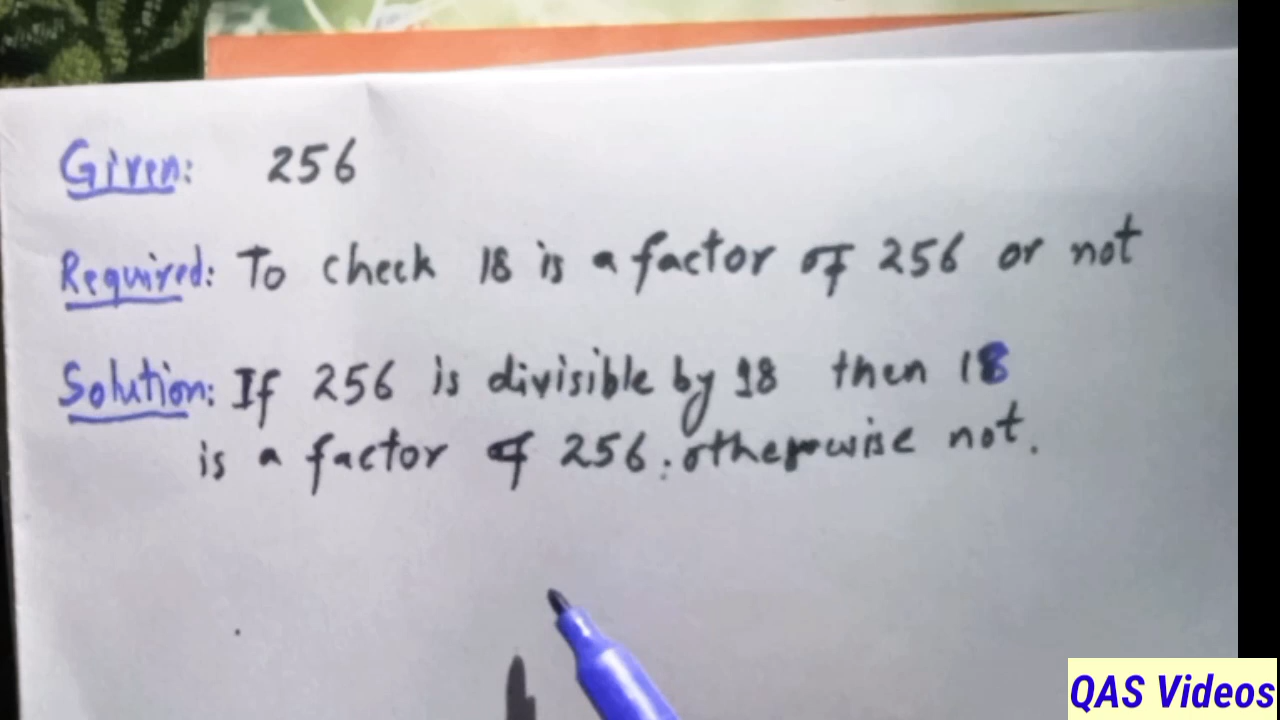 Given: 256
Required: To check 18 is a factor of 256 or not
Solution: If 256 is divisible by 18 then 18
is a factor of 256. otherwise not.
QAS Videos